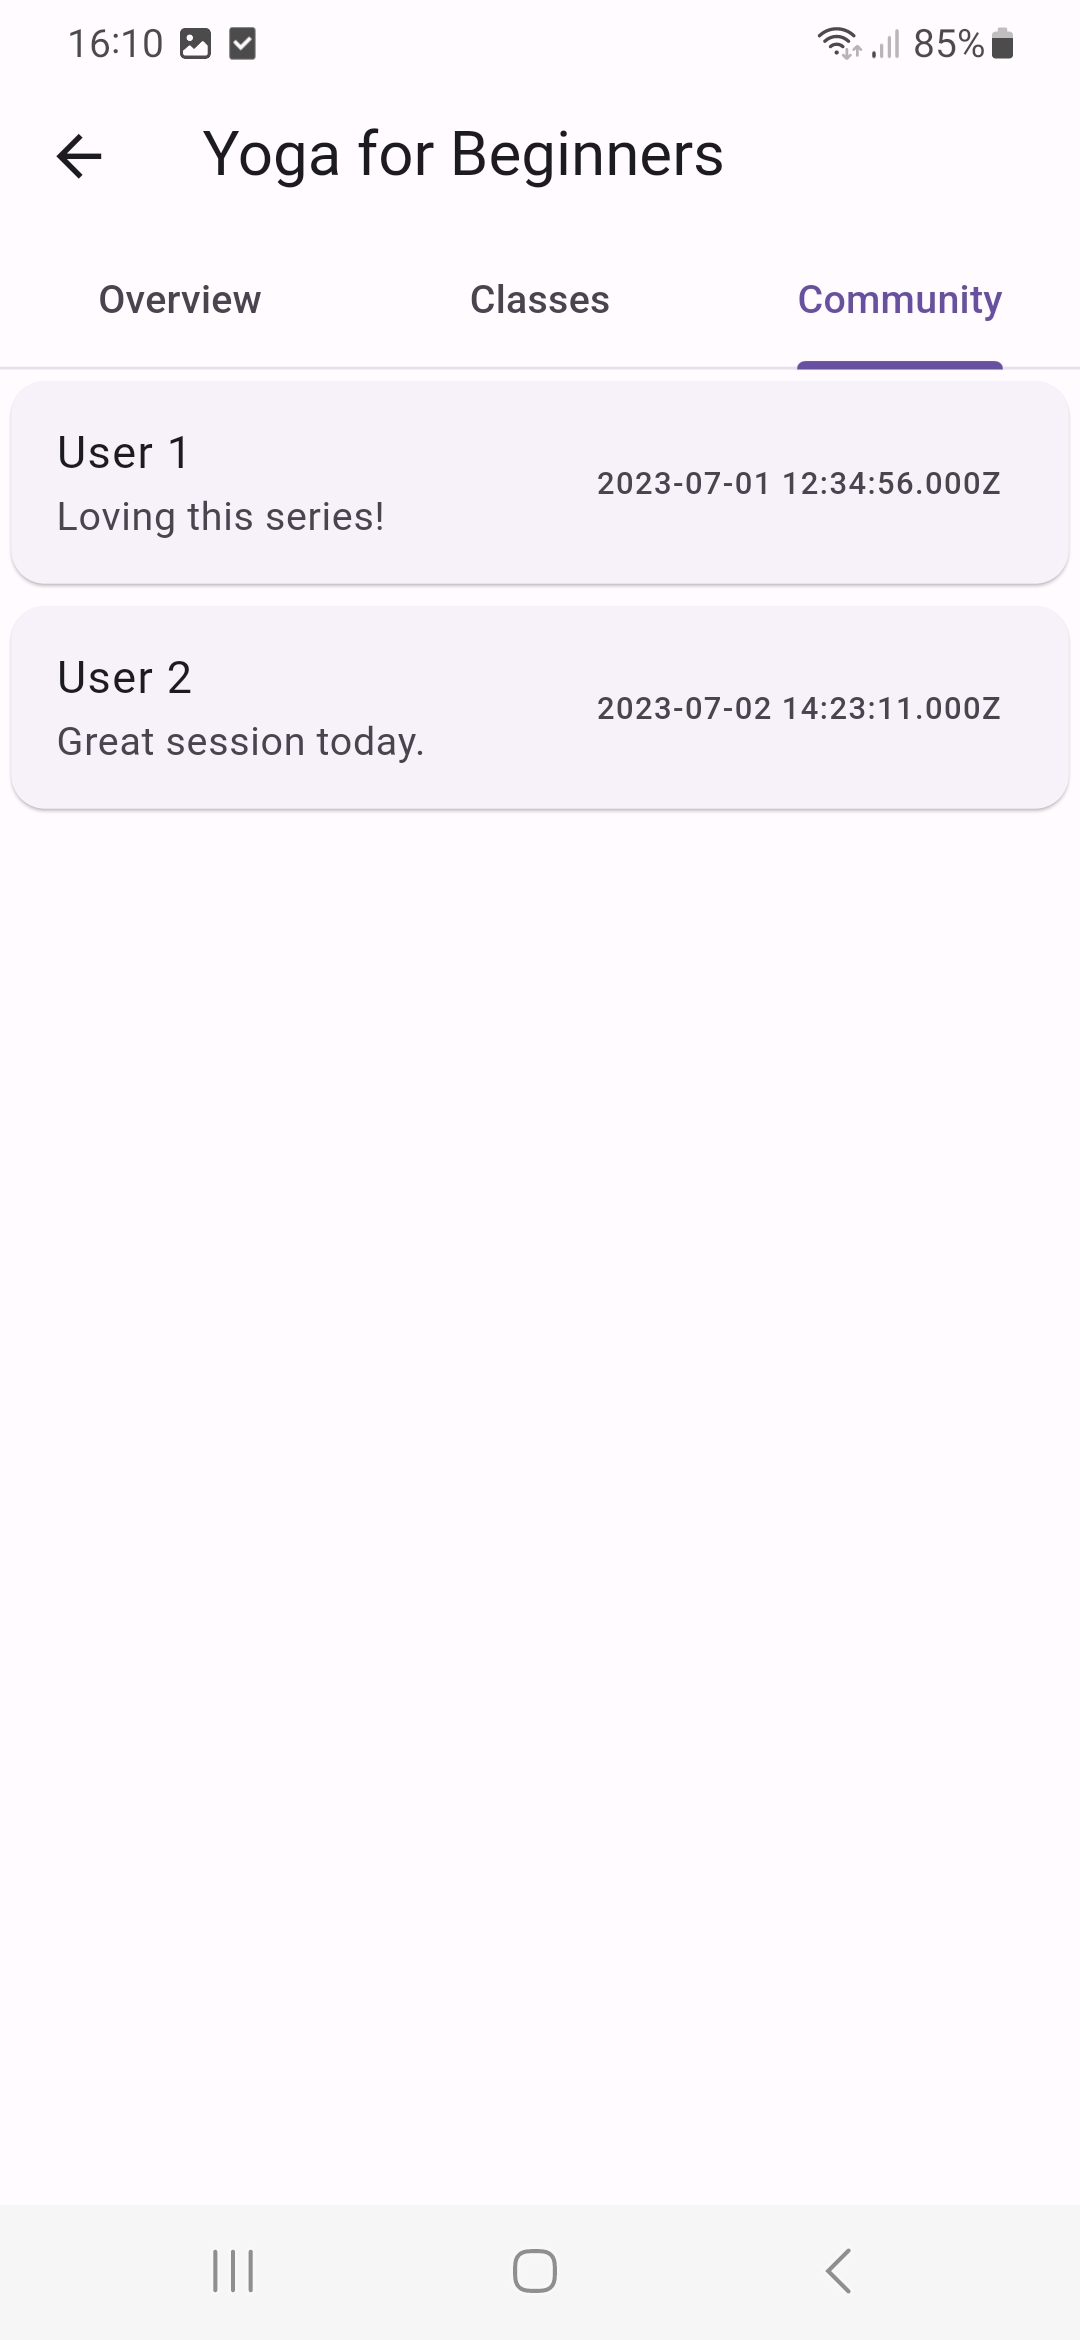 16:10
85%
Yoga for Beginners
Overview Classes Community
User 1
2023-07-01 12:34:56.000Z
Loving this series!
User 2
2023-07-02 14:23:11.000Z
Great session today.